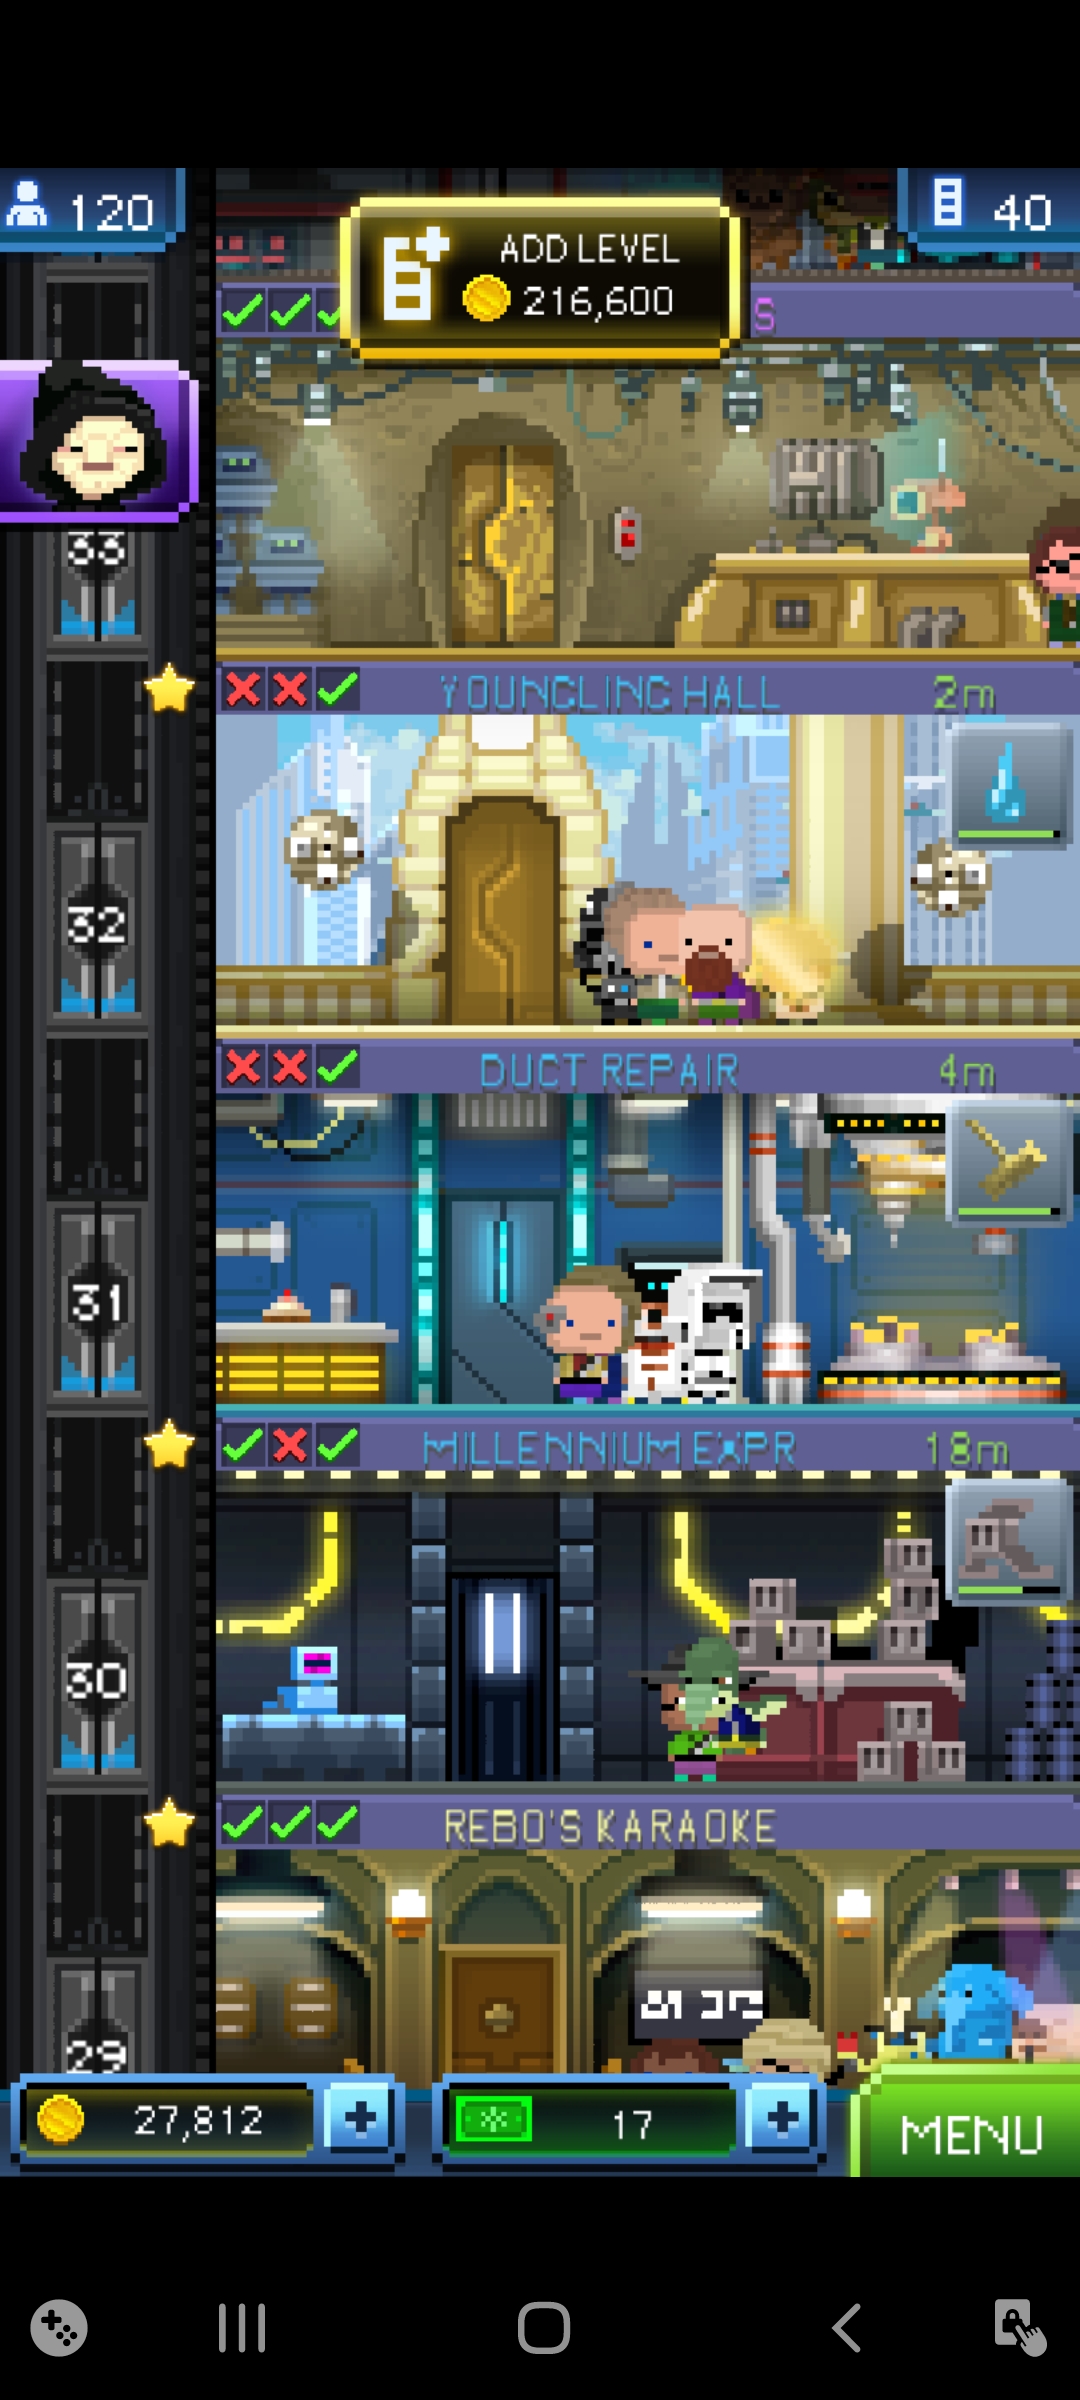 120
ADD LEVEL
216,600
40
S
33
YOUNGLING HALL 2m
32
DUCT REPAIR 4m
31
MILLENNIUM EXPR 18m
30
REBO'S KARAOKE
29
27,812
17
MENU